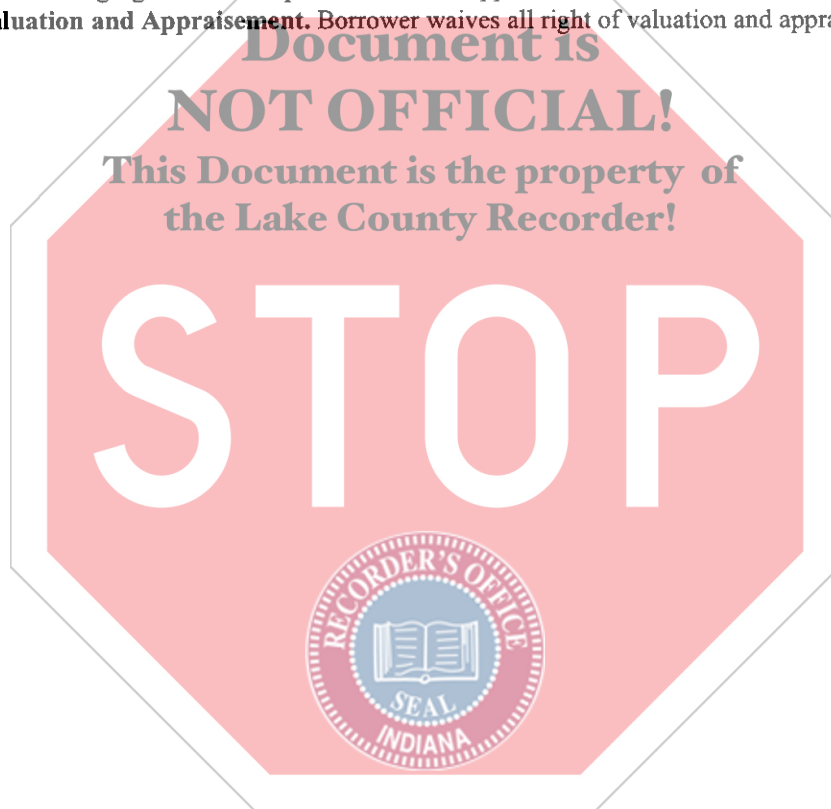 luation and Appraisement. Borrower waives all right of valuation and appra
Document is
NOT OFFICIAL!
This Document is the property of
the Lake County Recorder!
STOP
RECORDER'S OFFICE
SEAL
INDIANA